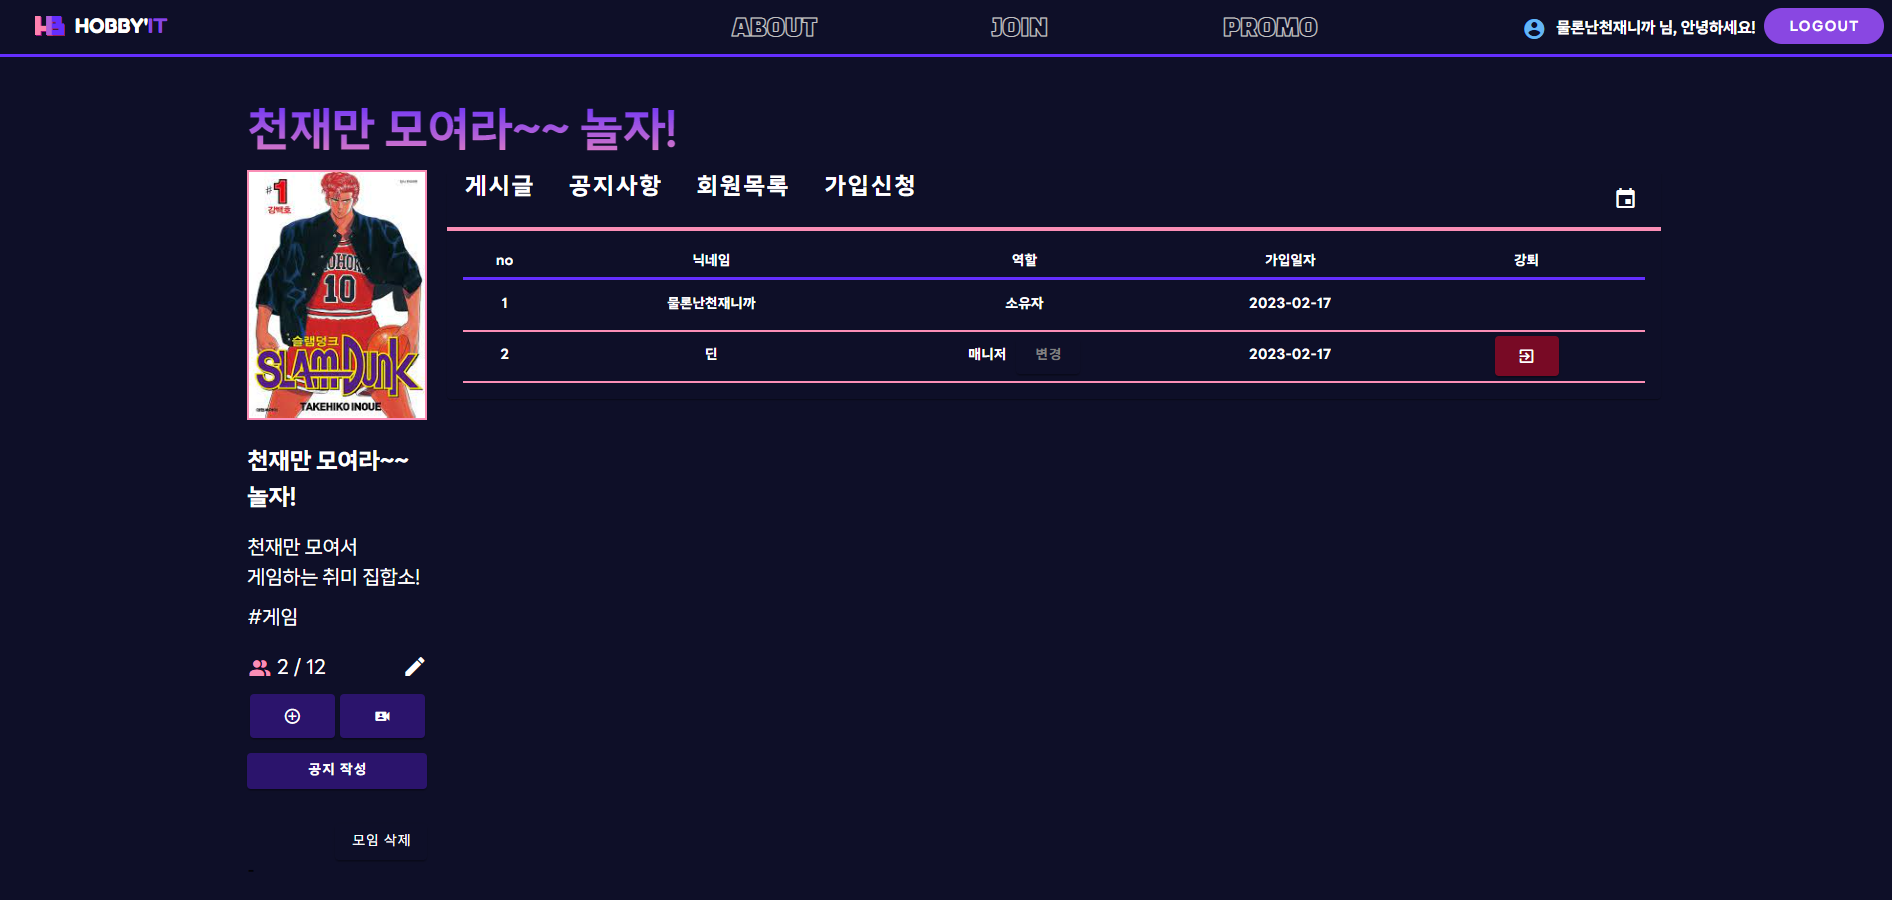 HOBBY'IT
ABOUT
JOIN
PROMO
물론난천재니까 님, 안녕하세요!
LOGOUT
천재만 모여라~~ 놀자!
게시글
공지사항
회원목록
가입신청
#1
강백호
SHOHOKU
10
슬램덩크
SLAM DUNK
TAKEHIKO INOUE
no 닉네임 역할 가입일자 강퇴
1 물론난천재니까 소유자 2023-02-17
2 딘 매니저 변경 2023-02-17
천재만 모여라~~
놀자!
천재만 모여서
게임하는 취미 집합소!
#게임
2 / 12
공지 작성
모임 삭제